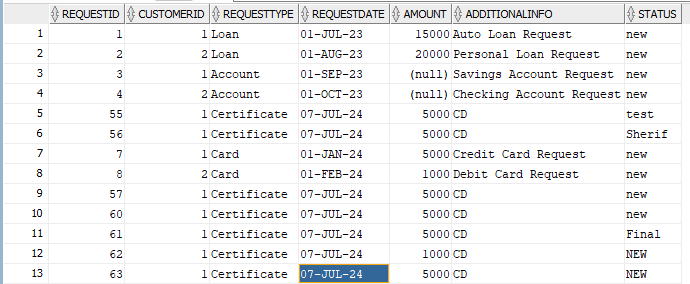 REQUESTID CUSTOMERID REQUESTTYPE REQUESTDATE AMOUNT ADDITIONALINFO STATUS
1 1 1 Loan 01-JUL-23 15000 Auto Loan Request new
2 2 2 Loan 01-AUG-23 20000 Personal Loan Request new
3 3 1 Account 01-SEP-23 (null) Savings Account Request new
4 4 2 Account 01-OCT-23 (null) Checking Account Request new
5 55 1 Certificate 07-JUL-24 5000 CD test
6 56 1 Certificate 07-JUL-24 5000 CD Sherif
7 7 1 Card 01-JAN-24 5000 Credit Card Request new
8 8 2 Card 01-FEB-24 1000 Debit Card Request new
9 57 1 Certificate 07-JUL-24 5000 CD new
10 60 1 Certificate 07-JUL-24 5000 CD new
11 61 1 Certificate 07-JUL-24 5000 CD Final
12 62 1 Certificate 07-JUL-24 1000 CD NEW
13 63 1 Certificate 07-JUL-24 5000 CD NEW